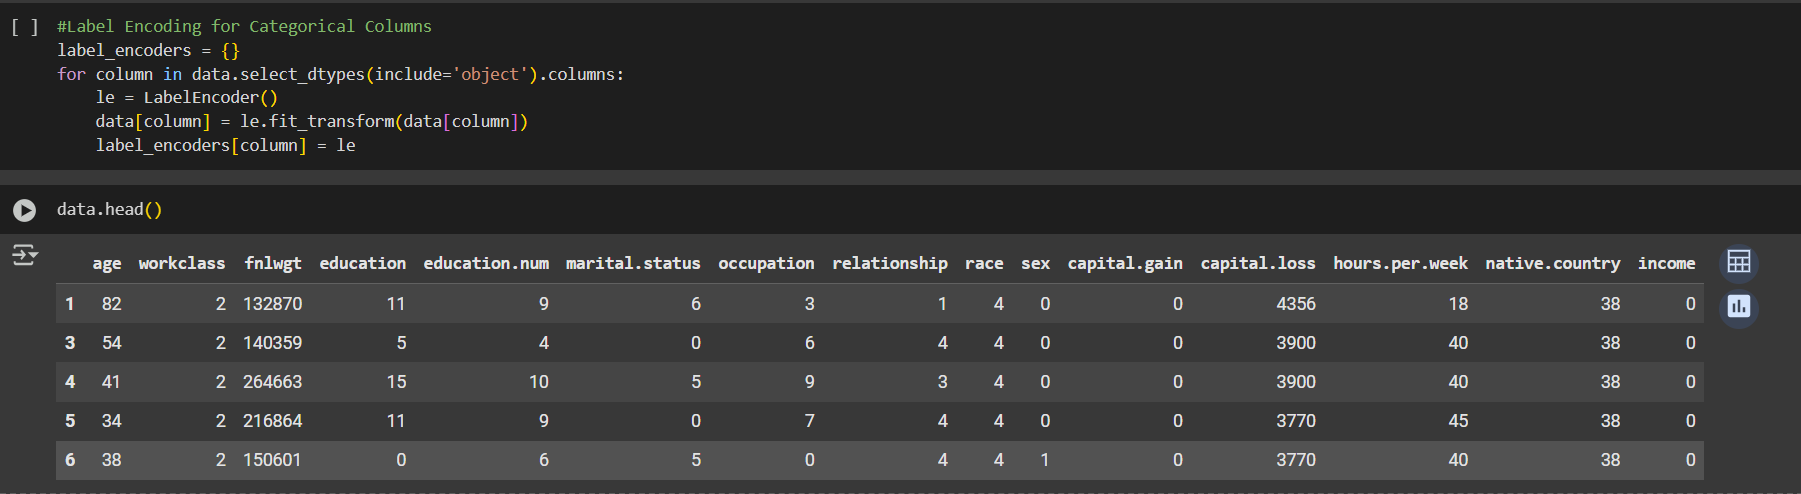 [ ] #Label Encoding for Categorical Columns
label_encoders = {}
for column in data.select_dtypes(include='object').columns:
    le = LabelEncoder()
    data[column] = le.fit_transform(data[column])
    label_encoders[column] = le
data.head()
age workclass fnlwgt education education.num marital.status occupation relationship race sex capital.gain capital.loss hours.per.week native.country income
1 82 2 132870 11 9 6 3 1 4 0 0 4356 18 38 0
3 54 2 140359 5 4 0 6 4 4 0 0 3900 40 38 0
4 41 2 264663 15 10 5 9 3 4 0 0 3900 40 38 0
5 34 2 216864 11 9 0 7 4 4 0 0 3770 45 38 0
6 38 2 150601 0 6 5 0 4 4 1 0 3770 40 38 0